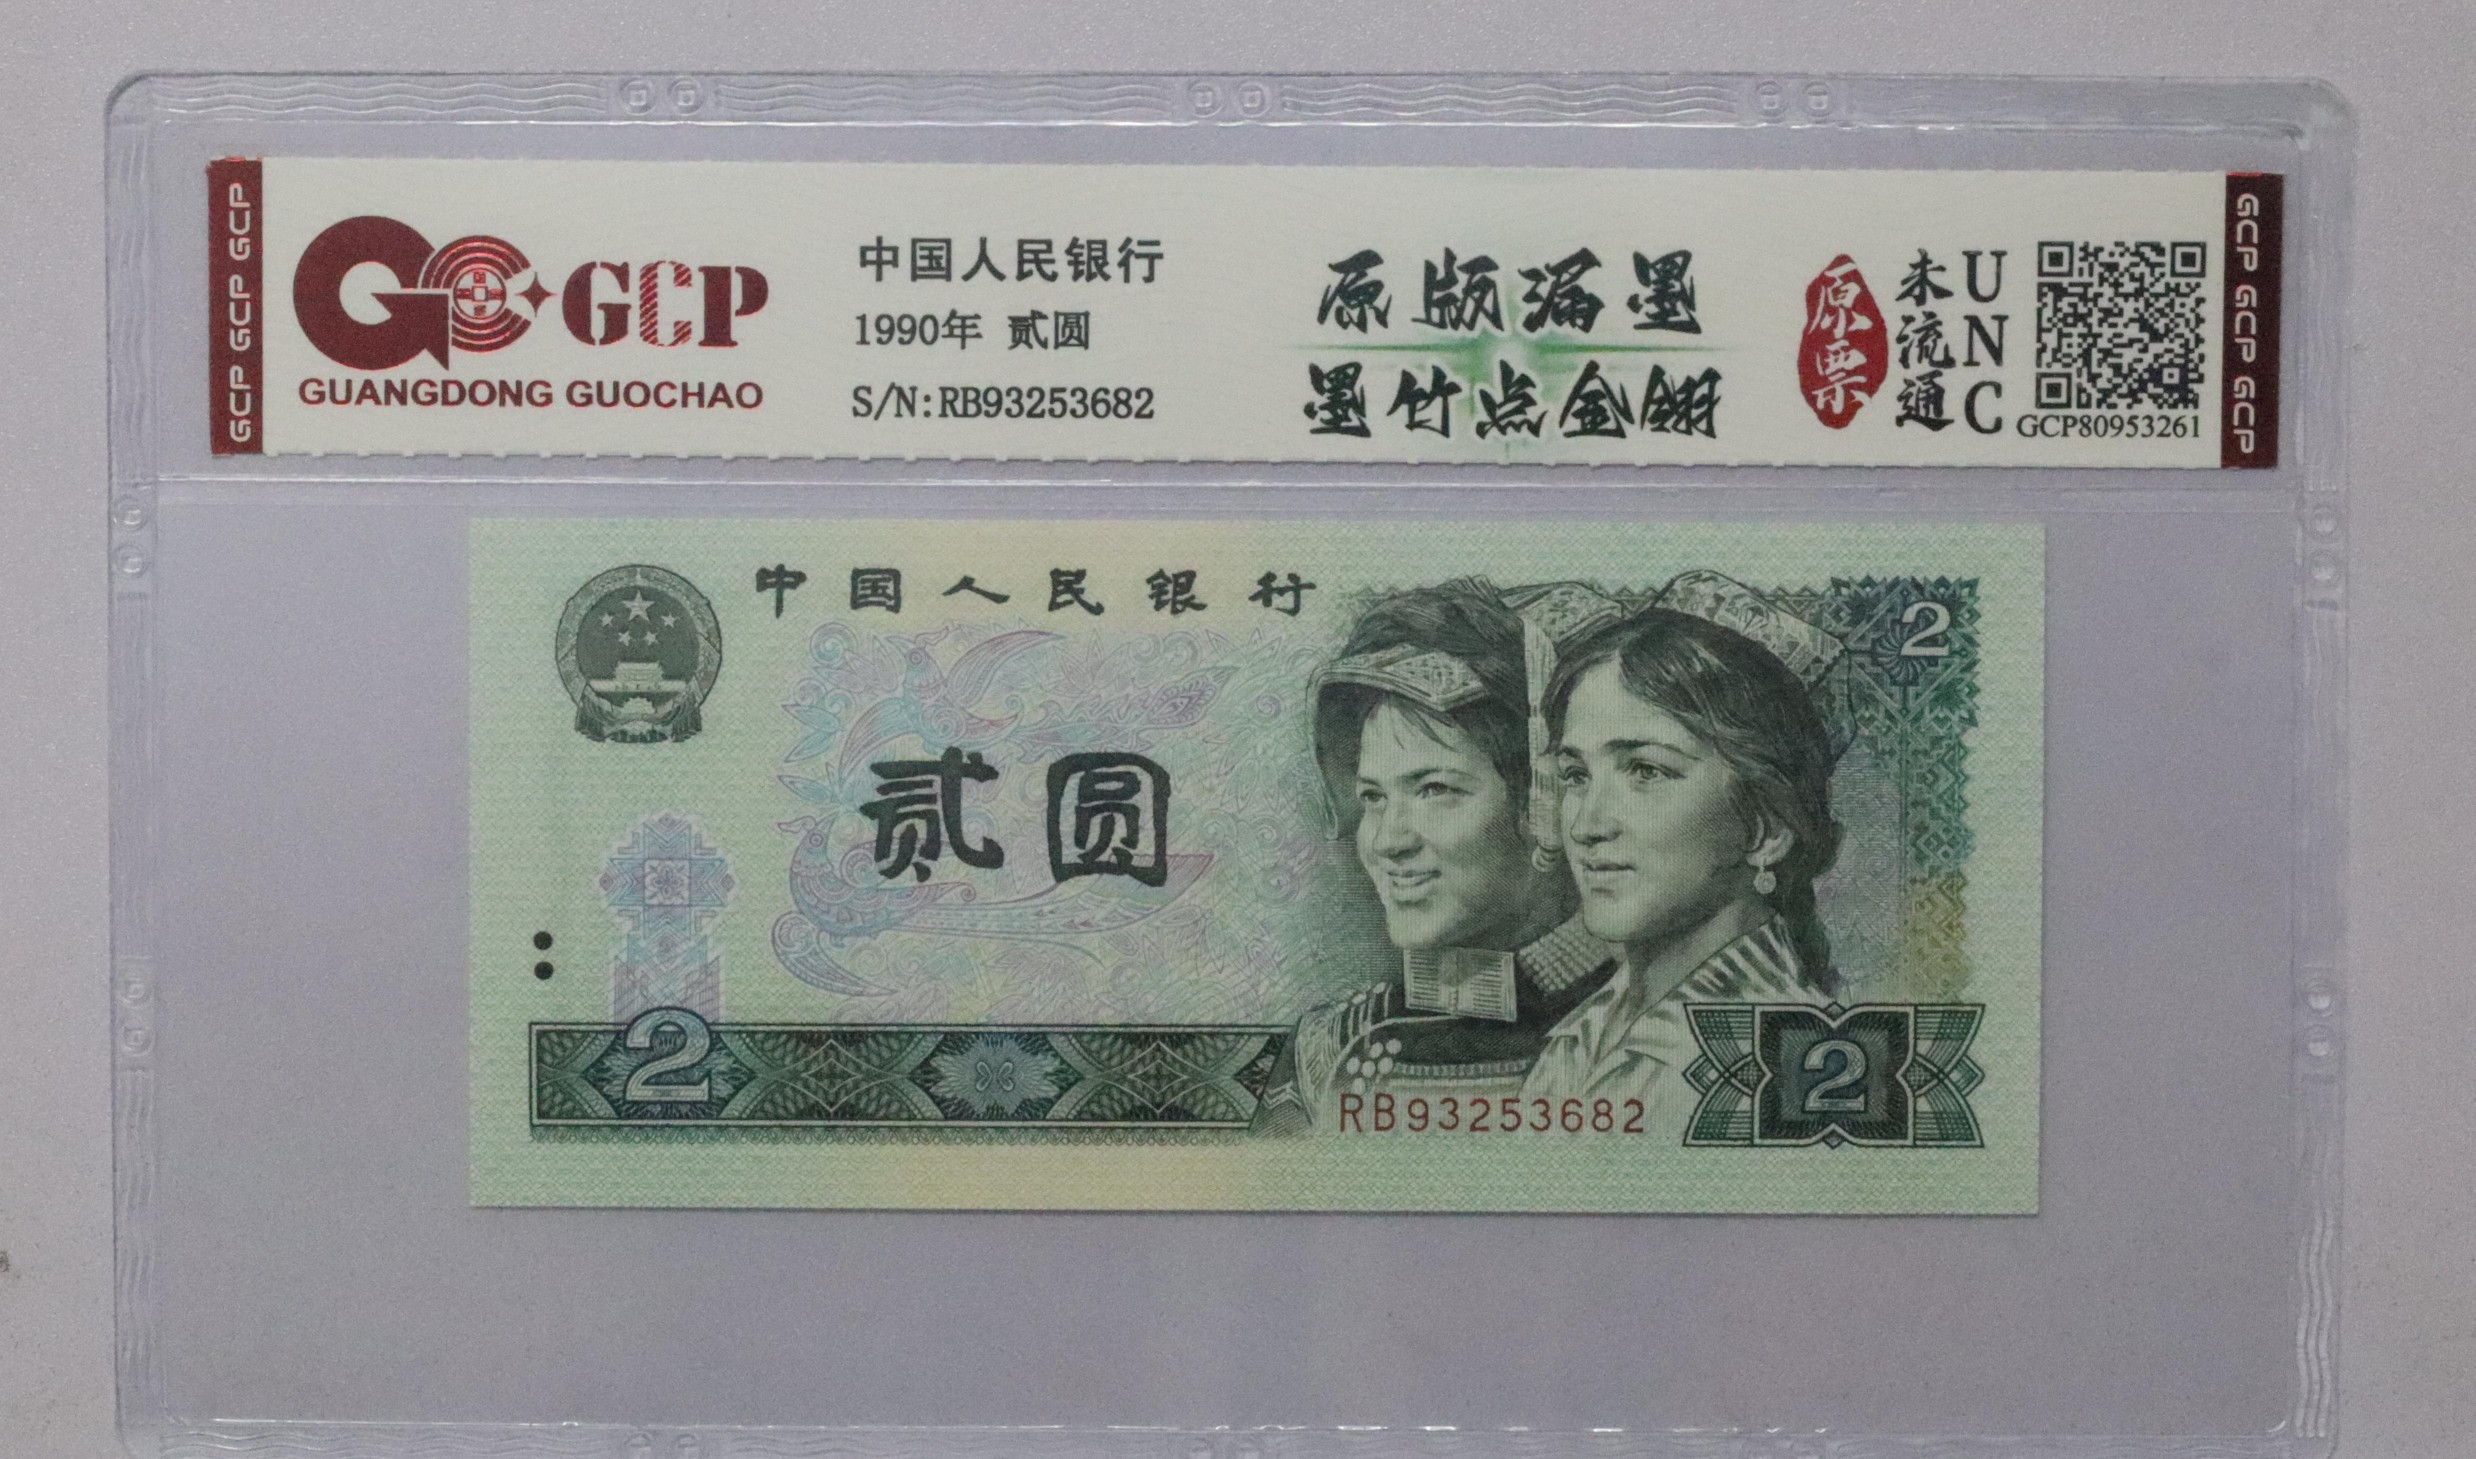 GCP GCP GCP
GCP
GUANGDONG GUOCHAO
中国人民银行
1990年 贰圆
S/N:RB93253682
原版漏墨
墨竹点金翅
原票
未流通
UNC
GCP80953261
GCP GCP GCP
中国人民银行
2
贰圆
2
RB93253682
2